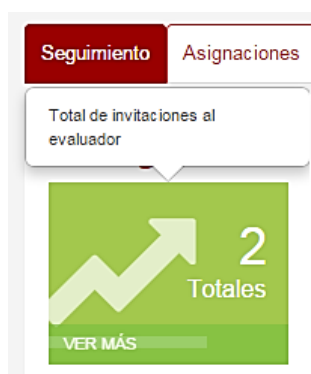 Seguimiento
Asignaciones
Total de invitaciones al
evaluador
2
Totales
VER MÁS